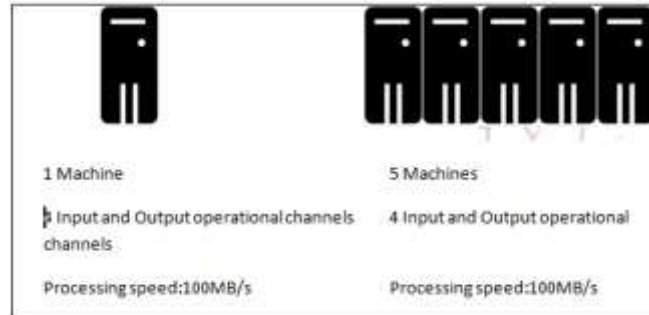 1 Machine
5 Machines
Input and Output operational channels
4 Input and Output operational
channels
Processing speed:100MB/s
Processing speed:100MB/s